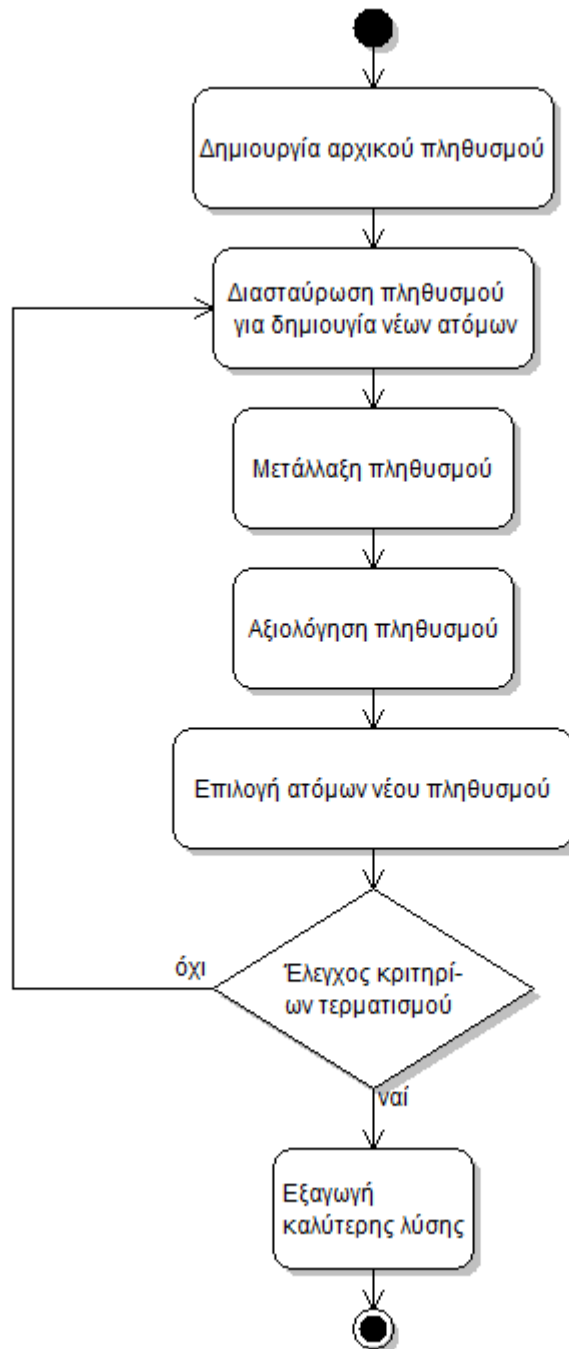 Δημιουργία αρχικού πληθυσμού
Διασταύρωση πληθυσμού
για δημιουγία νέων ατόμων
Μετάλλαξη πληθυσμού
Αξιολόγηση πληθυσμού
Επιλογή ατόμων νέου πληθυσμού
όχι
Έλεγχος κριτηρί-
ων τερματισμού
ναί
Εξαγωγή
καλύτερης λύσης